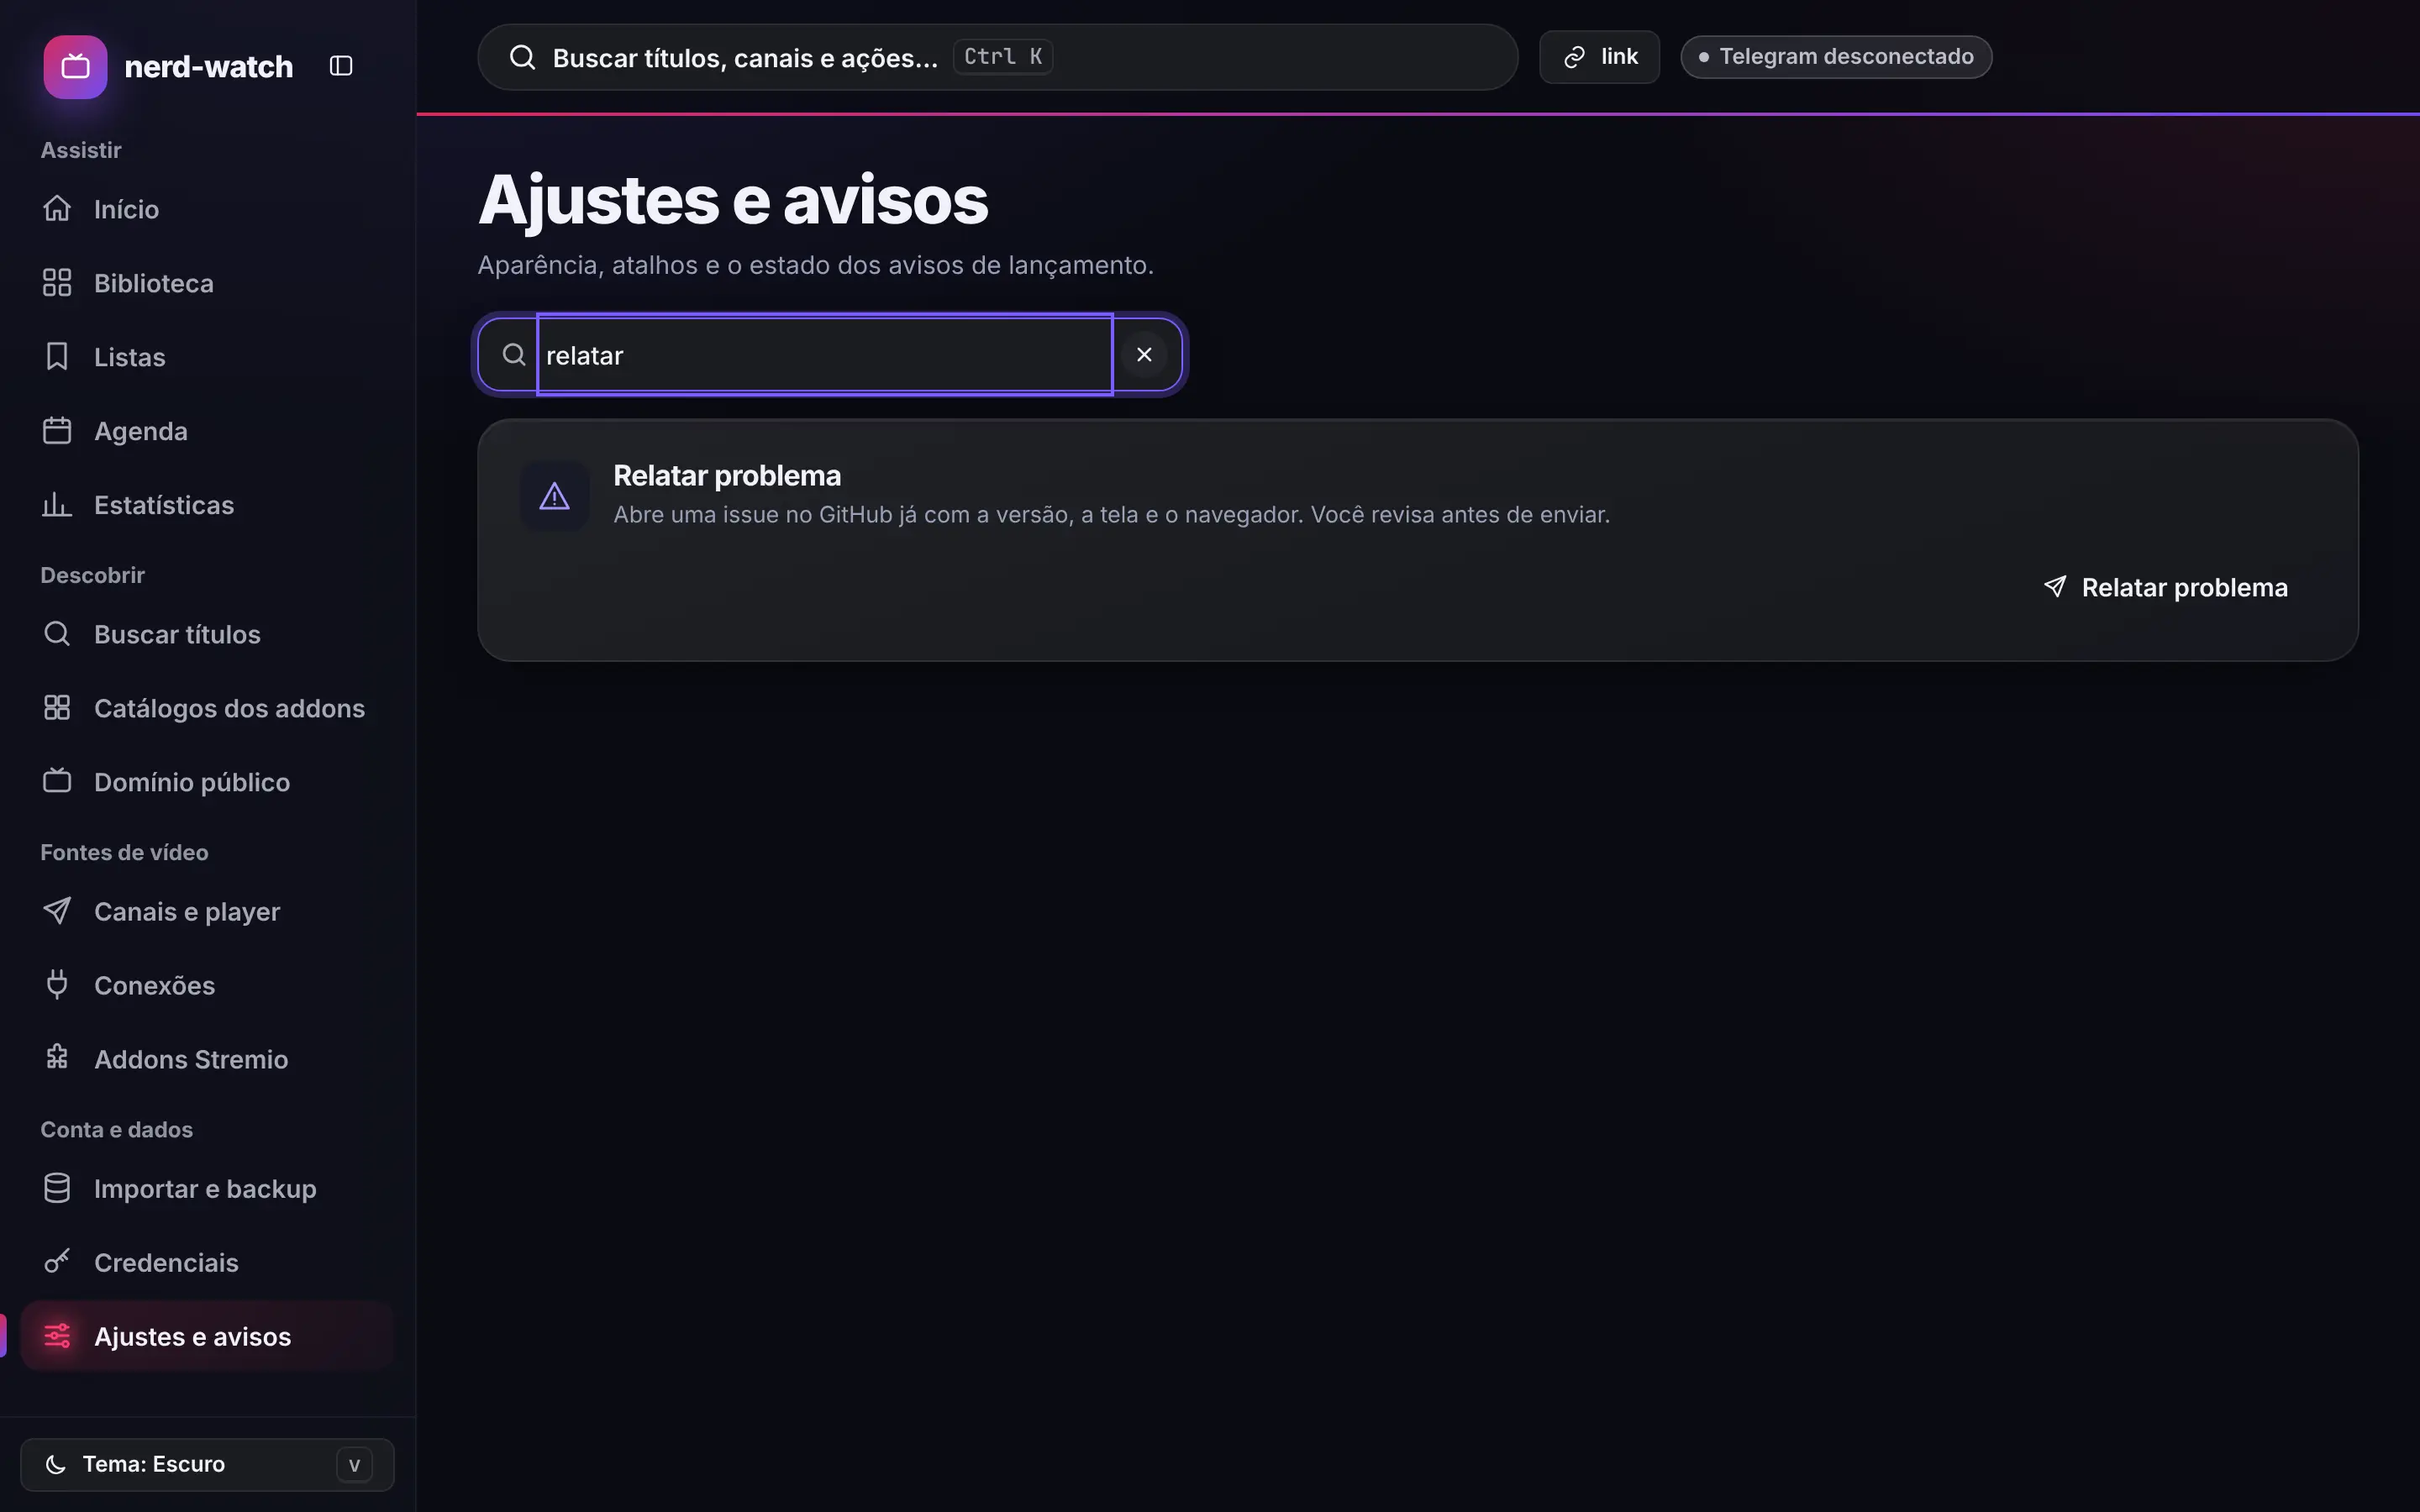 nerd-watch
Assistir
Início
Biblioteca
Listas
Agenda
Estatísticas
Descobrir
Buscar títulos
Catálogos dos addons
Domínio público
Fontes de vídeo
Canais e player
Conexões
Addons Stremio
Conta e dados
Importar e backup
Credenciais
Ajustes e avisos
Tema: Escuro V
Buscar títulos, canais e ações... Ctrl K
link
Telegram desconectado
Ajustes e avisos
Aparência, atalhos e o estado dos avisos de lançamento.
relatar
Relatar problema
Abre uma issue no GitHub já com a versão, a tela e o navegador. Você revisa antes de enviar.
Relatar problema